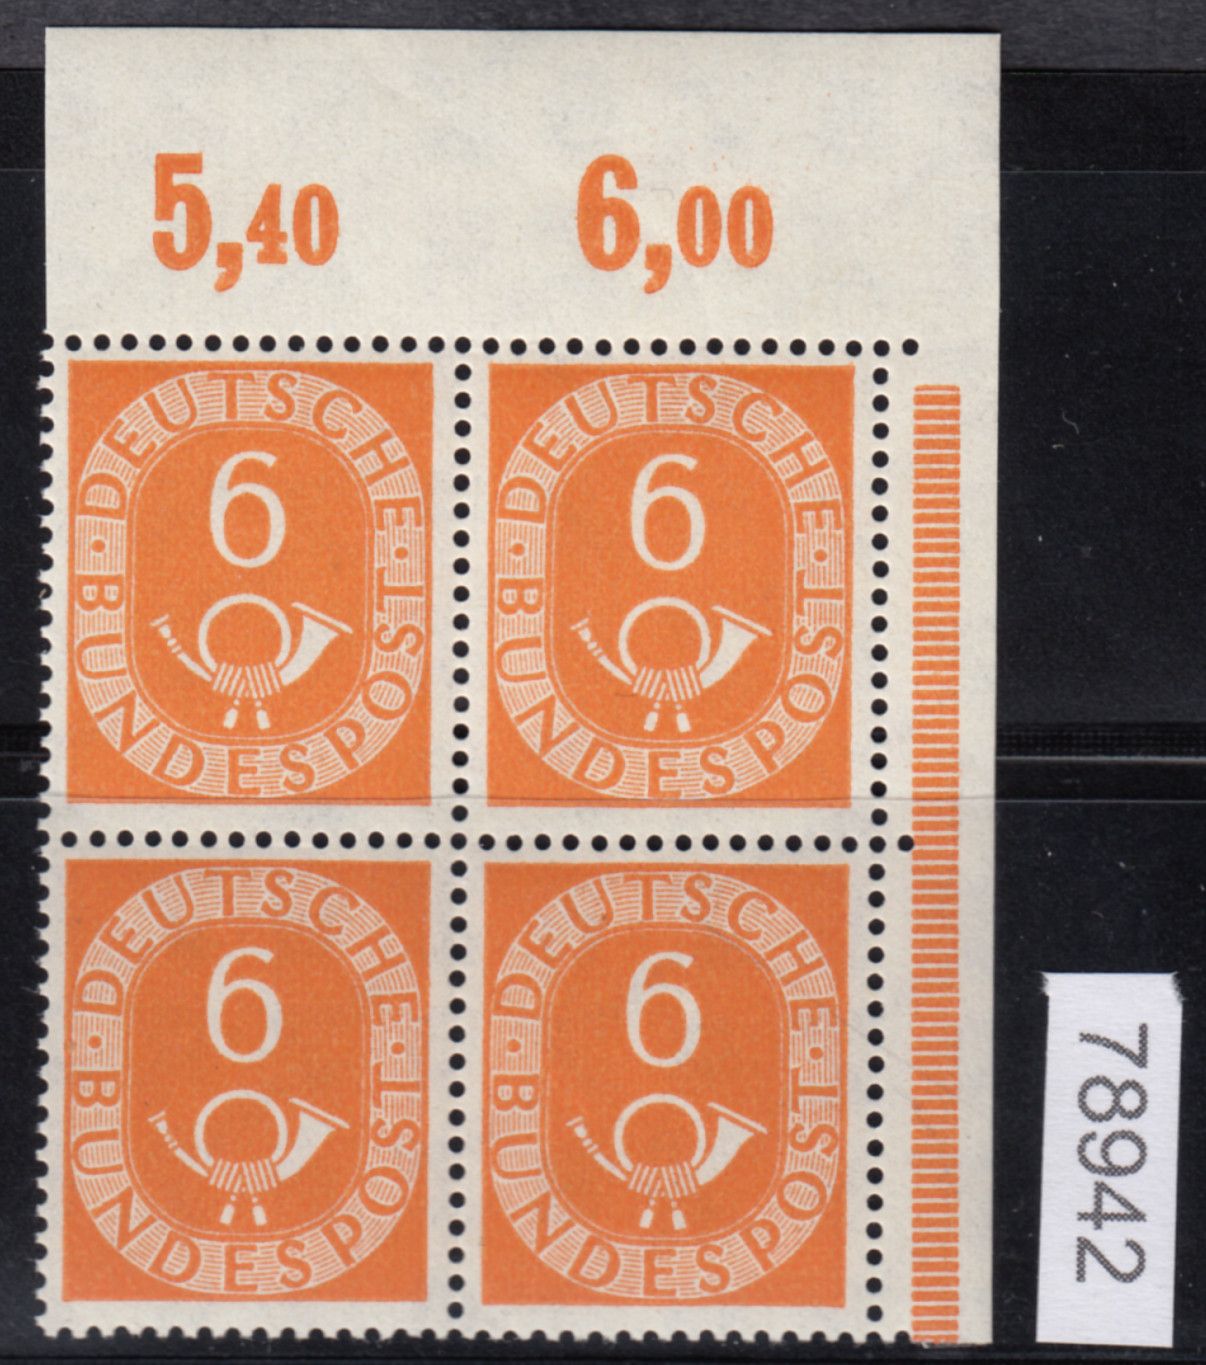 5,40 6,00
DEUTSCHE · BUNDESPOST ·
6
DEUTSCHE · BUNDESPOST ·
6
DEUTSCHE · BUNDESPOST ·
6
DEUTSCHE · BUNDESPOST ·
6
78942